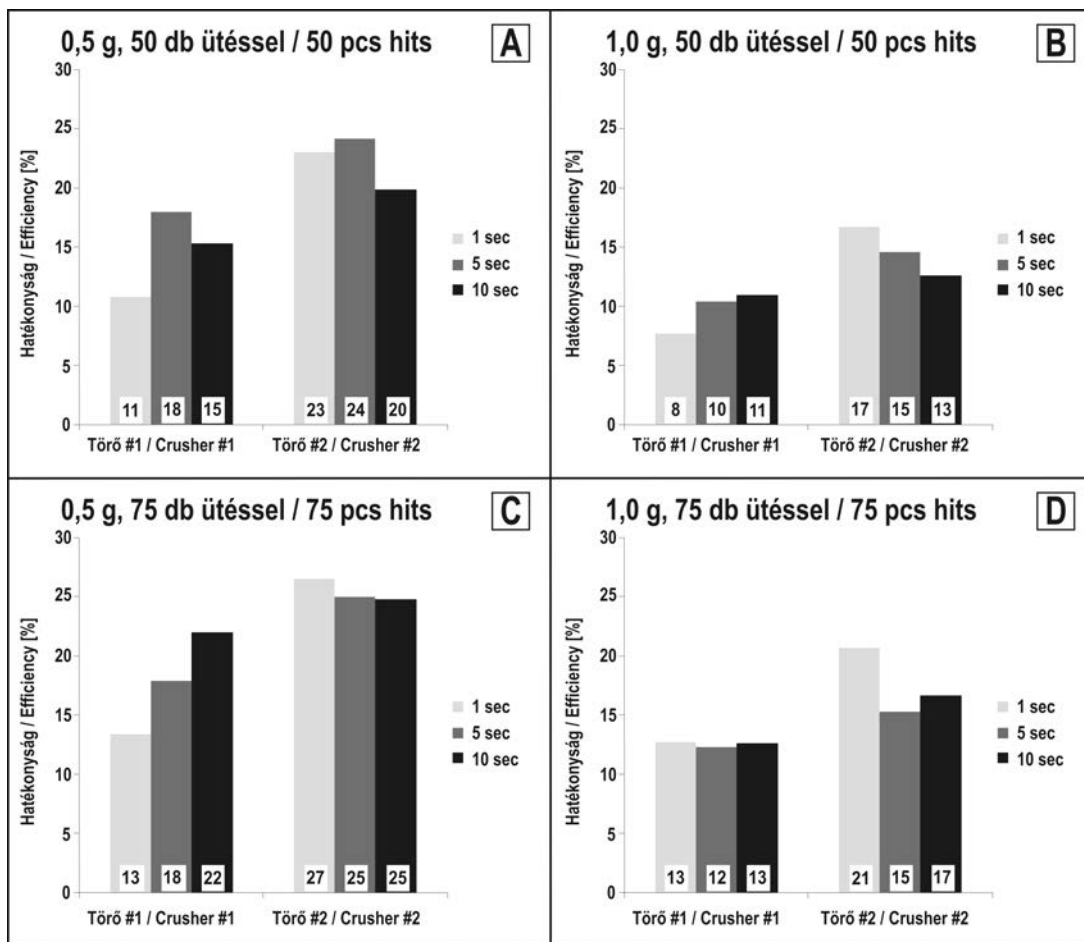 0,5 g, 50 db ütéssel / 50 pcs hits
A
30
25
20
15
10
5
0
Hatékonyság / Efficiency [%]
11 18 15 23 24 20
Törő #1 / Crusher #1 Törő #2 / Crusher #2
1 sec
5 sec
10 sec
1,0 g, 50 db ütéssel / 50 pcs hits
B
30
25
20
15
10
5
0
Hatékonyság / Efficiency [%]
8 10 11 17 15 13
Törő #1 / Crusher #1 Törő #2 / Crusher #2
1 sec
5 sec
10 sec
0,5 g, 75 db ütéssel / 75 pcs hits
C
30
25
20
15
10
5
0
Hatékonyság / Efficiency [%]
13 18 22 27 25 25
Törő #1 / Crusher #1 Törő #2 / Crusher #2
1 sec
5 sec
10 sec
1,0 g, 75 db ütéssel / 75 pcs hits
D
30
25
20
15
10
5
0
Hatékonyság / Efficiency [%]
13 12 13 21 15 17
Törő #1 / Crusher #1 Törő #2 / Crusher #2
1 sec
5 sec
10 sec